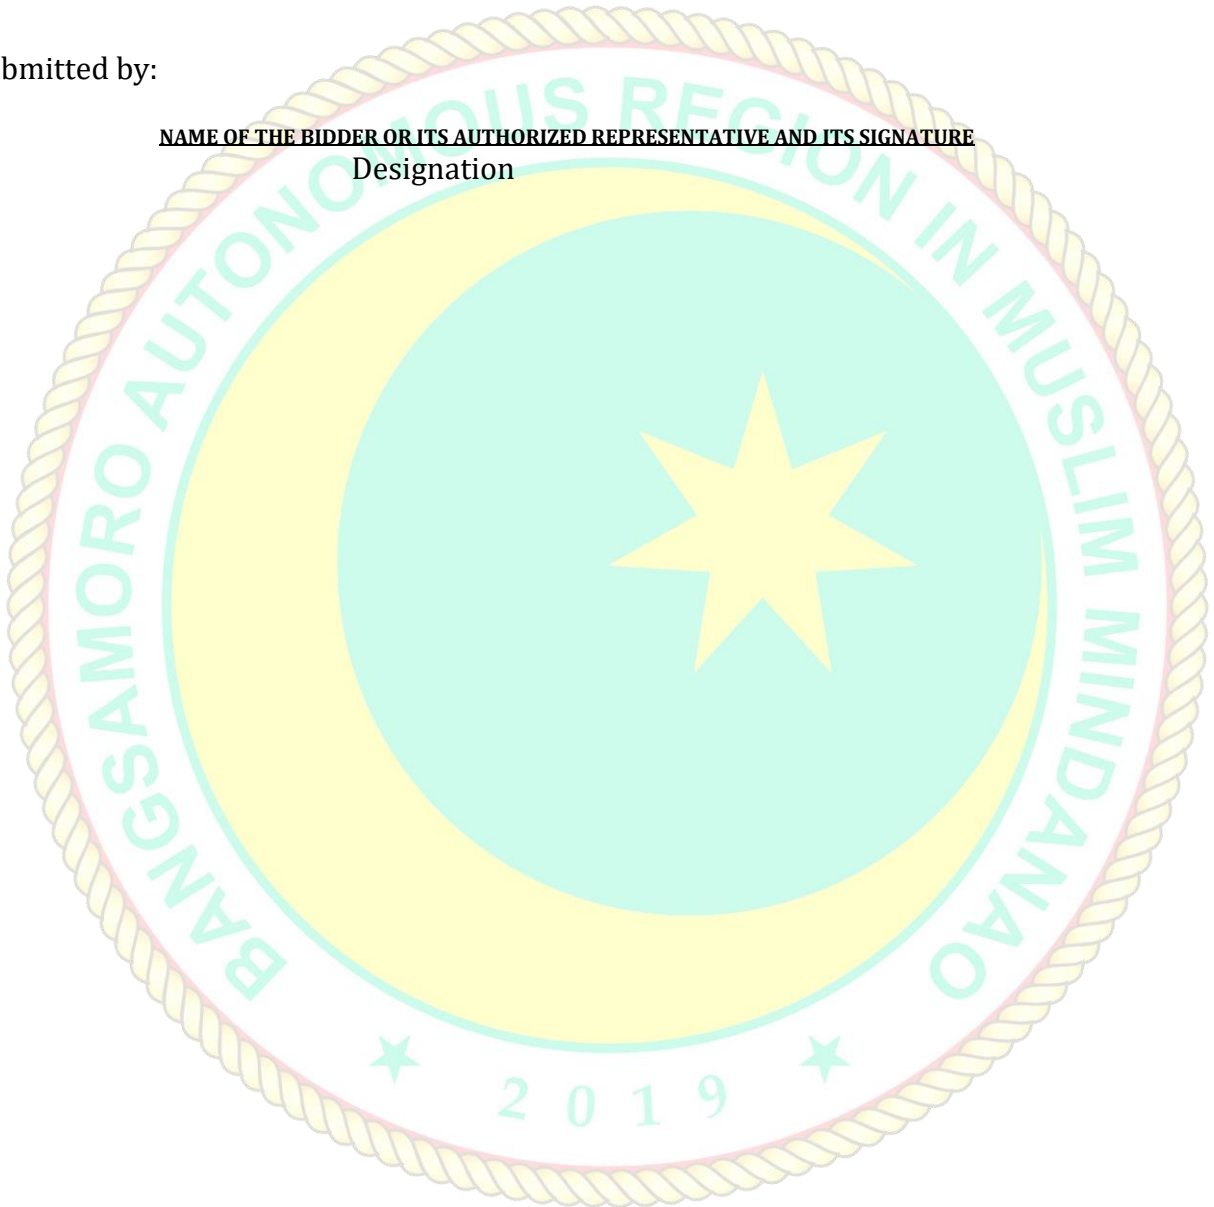 bmitted by:
NAME OF THE BIDDER OR ITS AUTHORIZED REPRESENTATIVE AND ITS SIGNATURE
Designation
BANGSAMORO AUTONOMOUS REGION IN MUSLIM MINDANAO
2019